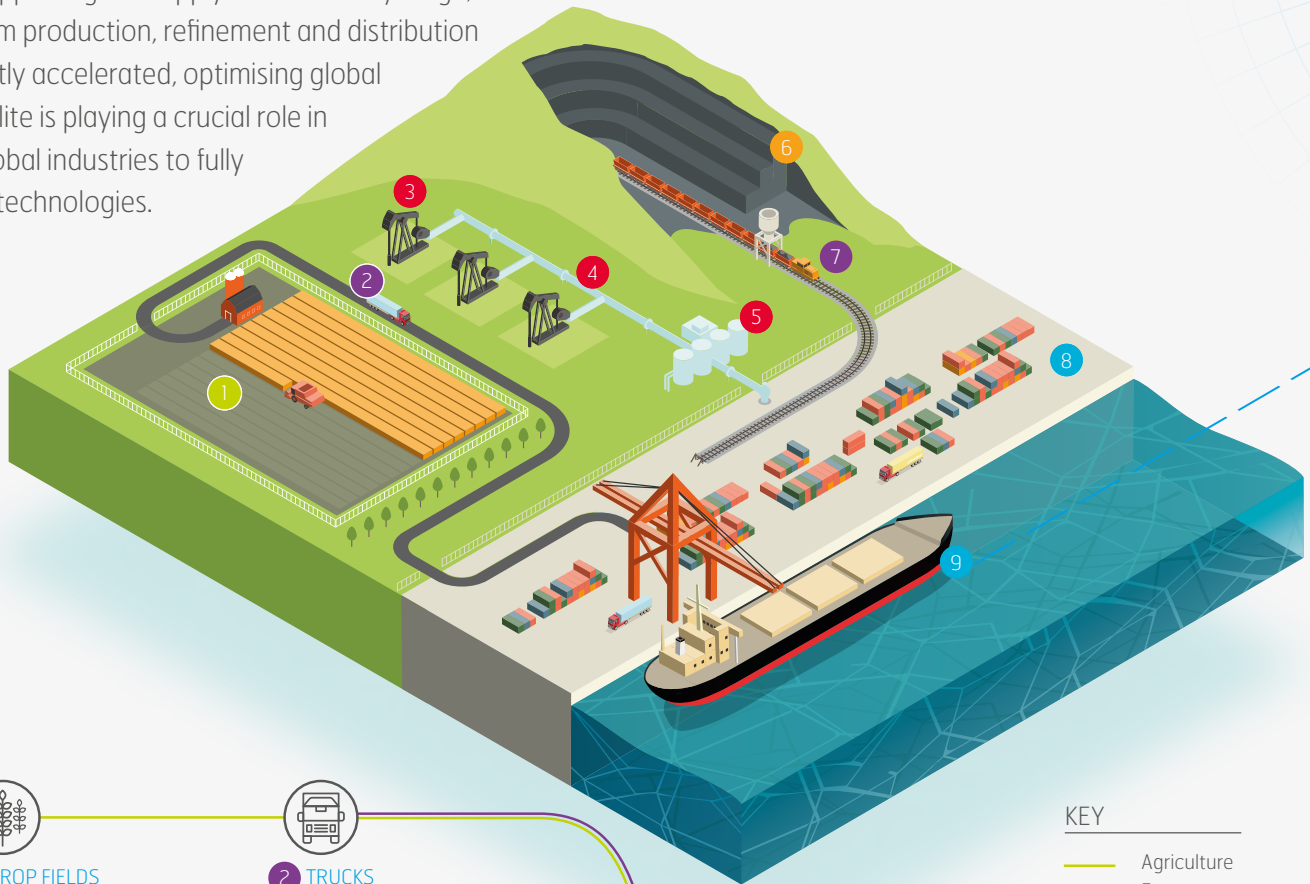 m production, refinement and distribution
tly accelerated, optimising global
lite is playing a crucial role in
obal industries to fully
technologies.
3
6
2
4
7
5
1
8
9
KEY
Agriculture
ROP FIELDS
2 TRUCKS